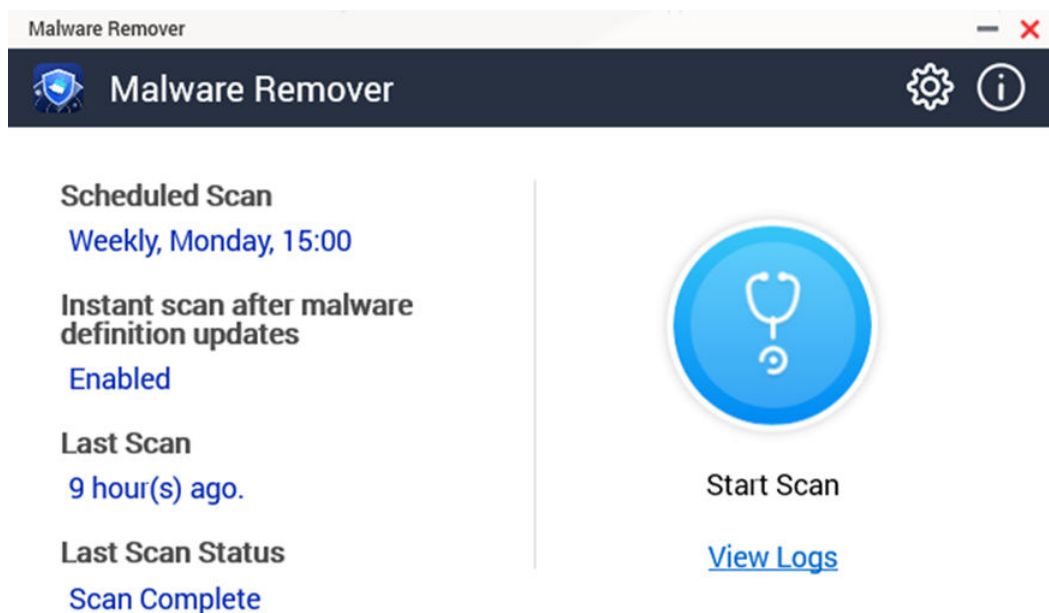 Malware Remover
Malware Remover
Scheduled Scan
Weekly, Monday, 15:00
Instant scan after malware
definition updates
Enabled
Last Scan
9 hour(s) ago.
Last Scan Status
Scan Complete
Start Scan
View Logs